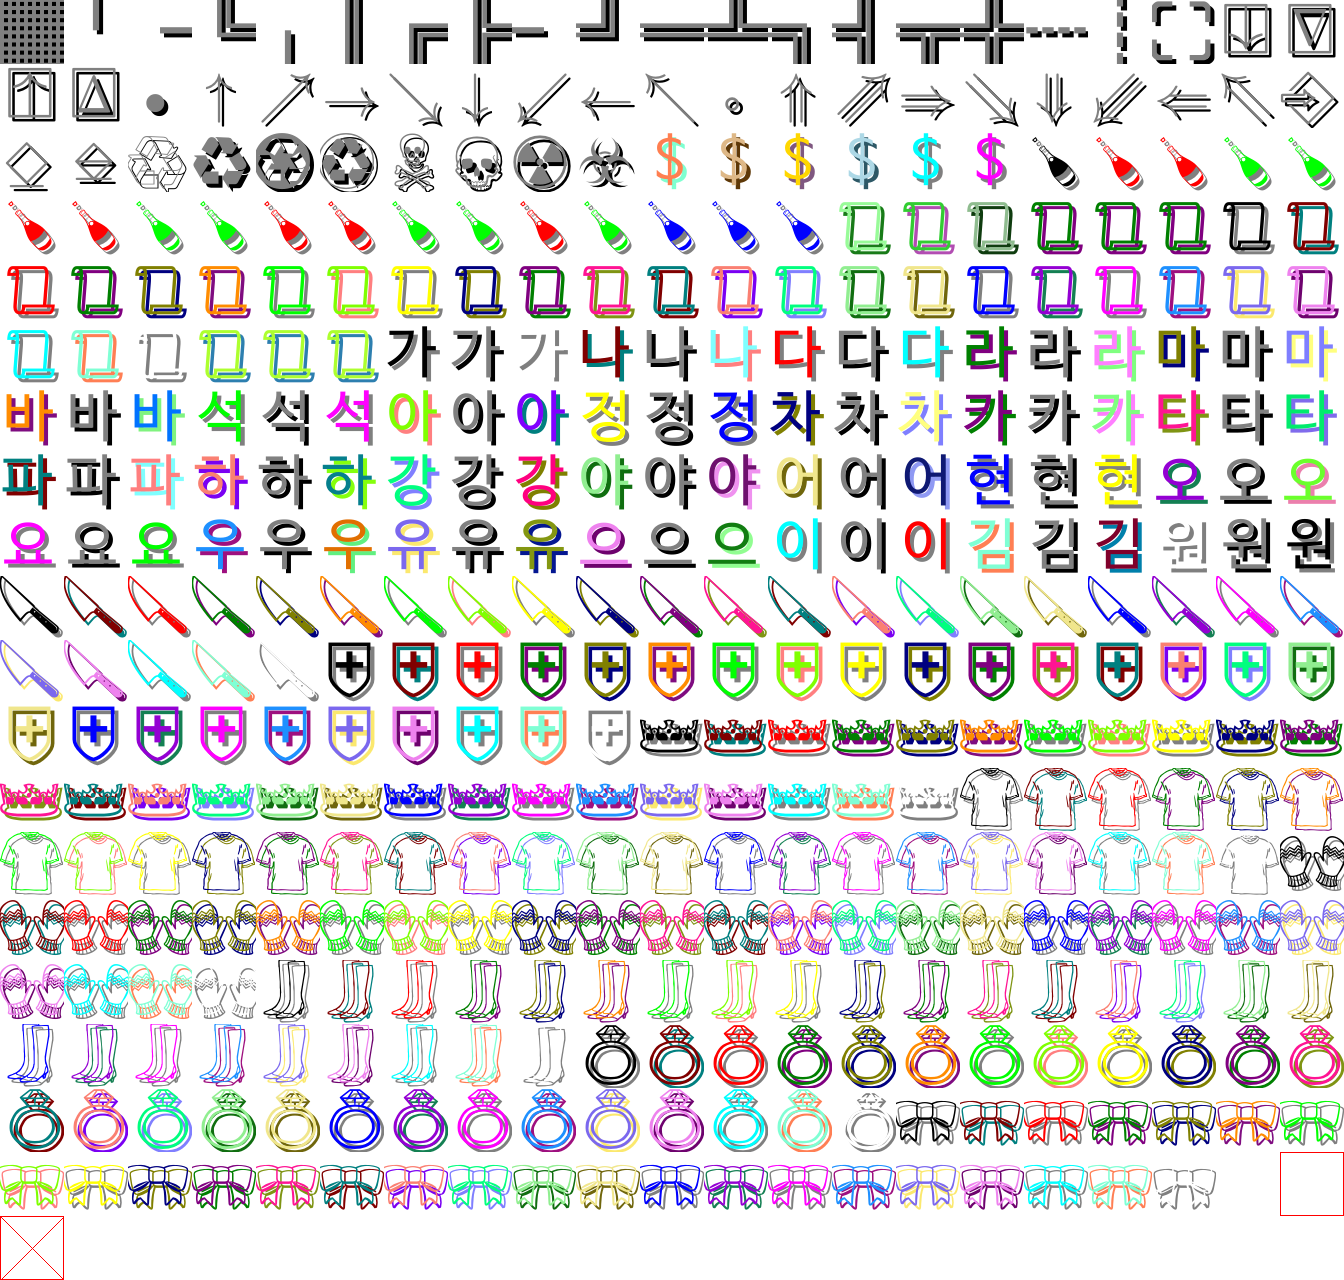 $ $ $ $ $ $
가 가 가 나 나 나 다 다 다 라 라 라 마 마 마
바 바 바 석 석 석 아 아 아 정 정 정 차 차 차 카 카 카 타 타 타
파 파 파 하 하 하 강 강 강 야 야 야 어 어 어 현 현 현 오 오 오
요 요 요 우 우 우 유 유 유 으 으 으 이 이 이 김 김 김 원 원 원